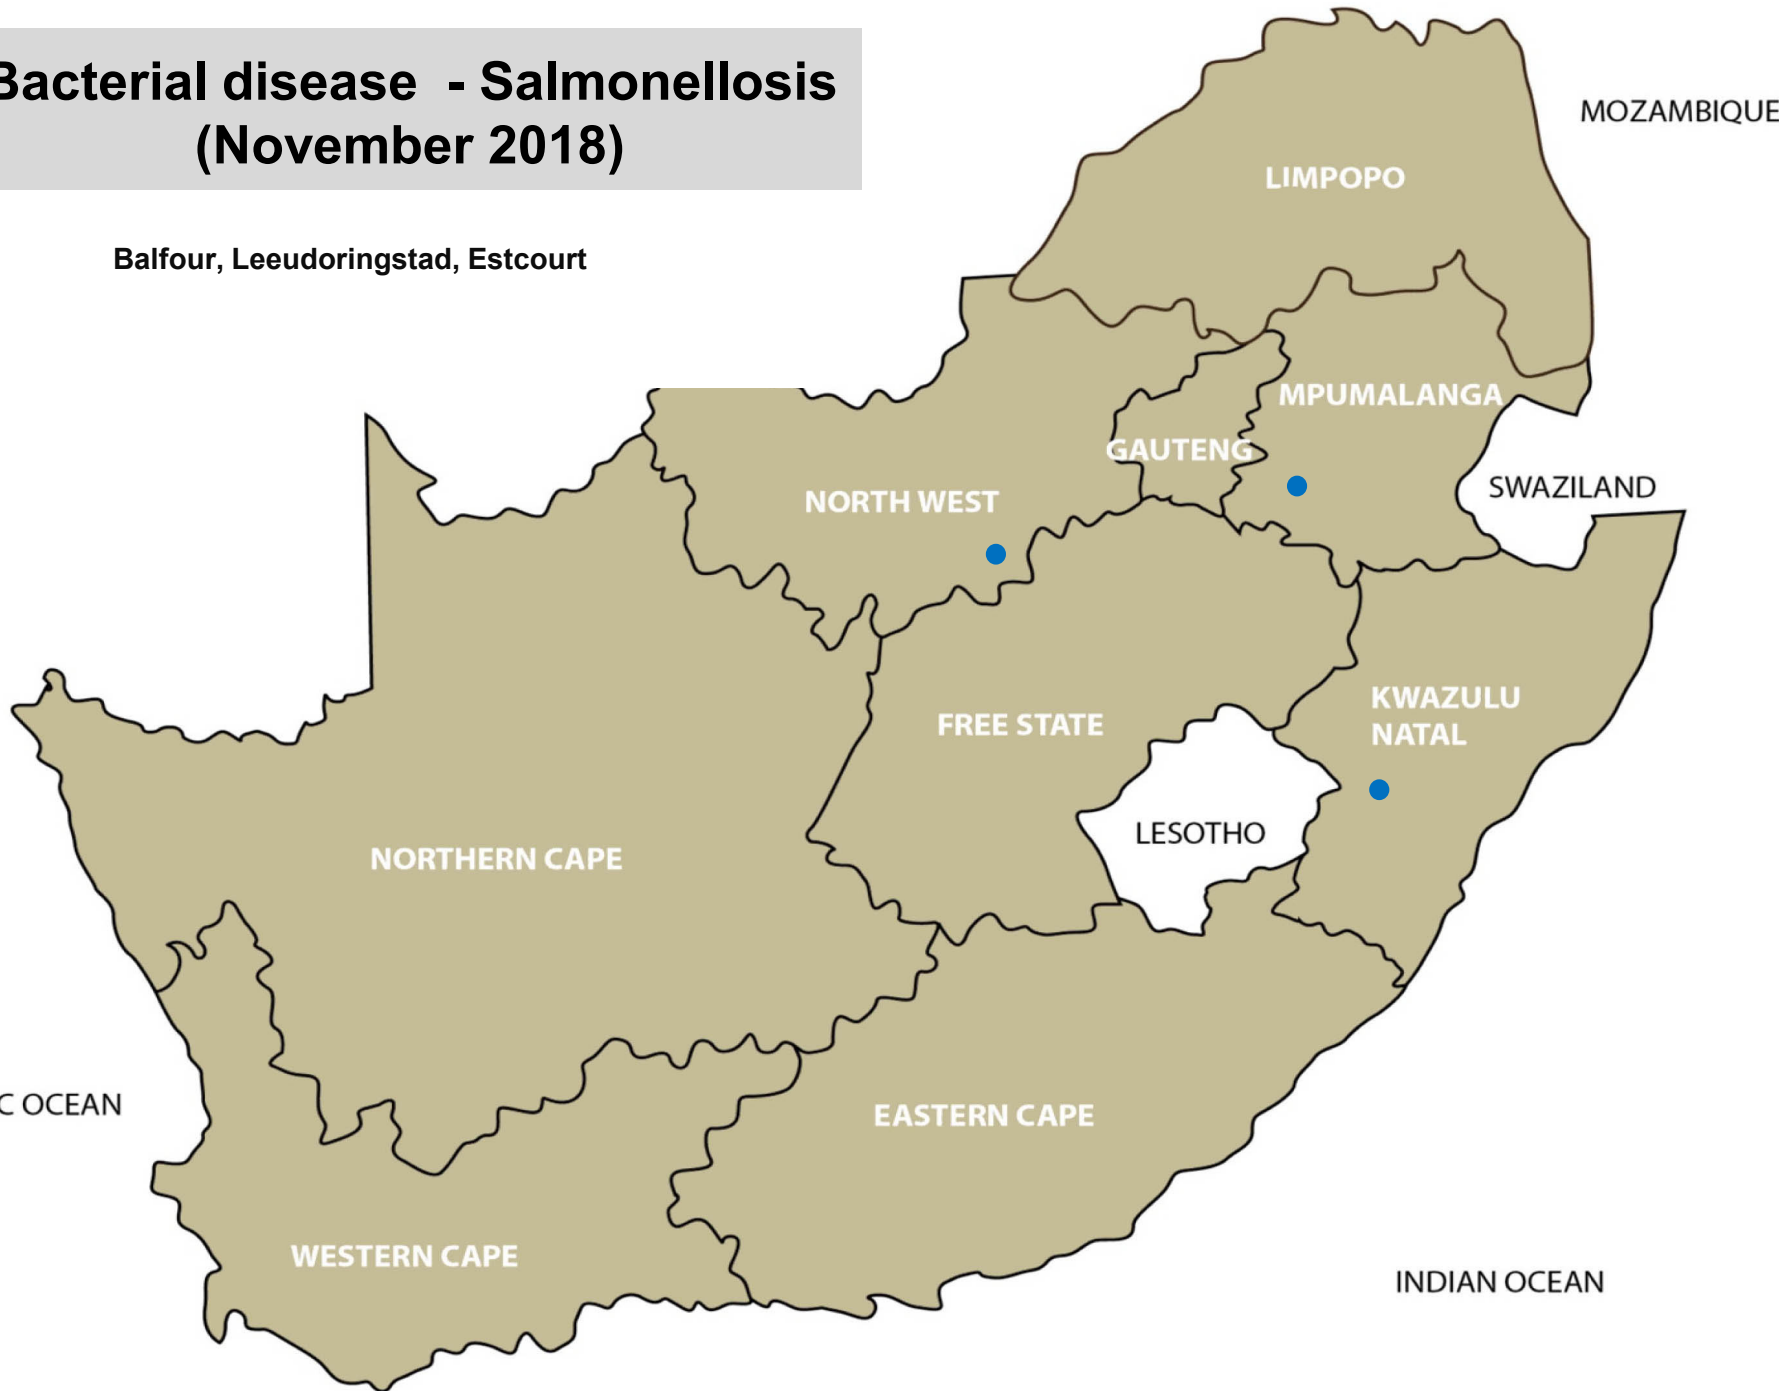 Bacterial disease - Salmonellosis
(November 2018)
Balfour, Leeudoringstad, Estcourt
MOZAMBIQUE
LIMPOPO
MPUMALANGA
GAUTENG
NORTH WEST
SWAZILAND
KWAZULU
NATAL
FREE STATE
LESOTHO
NORTHERN CAPE
C OCEAN
EASTERN CAPE
WESTERN CAPE
INDIAN OCEAN